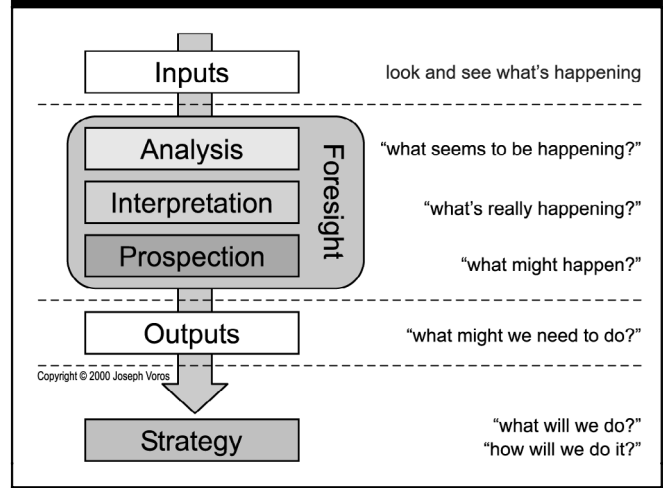 Inputs
look and see what’s happening
Analysis
“what seems to be happening?”
Foresight
Interpretation
“what’s really happening?”
Prospection
“what might happen?”
Outputs
“what might we need to do?”
Copyright © 2000 Joseph Voros
Strategy
“what will we do?”
“how will we do it?”